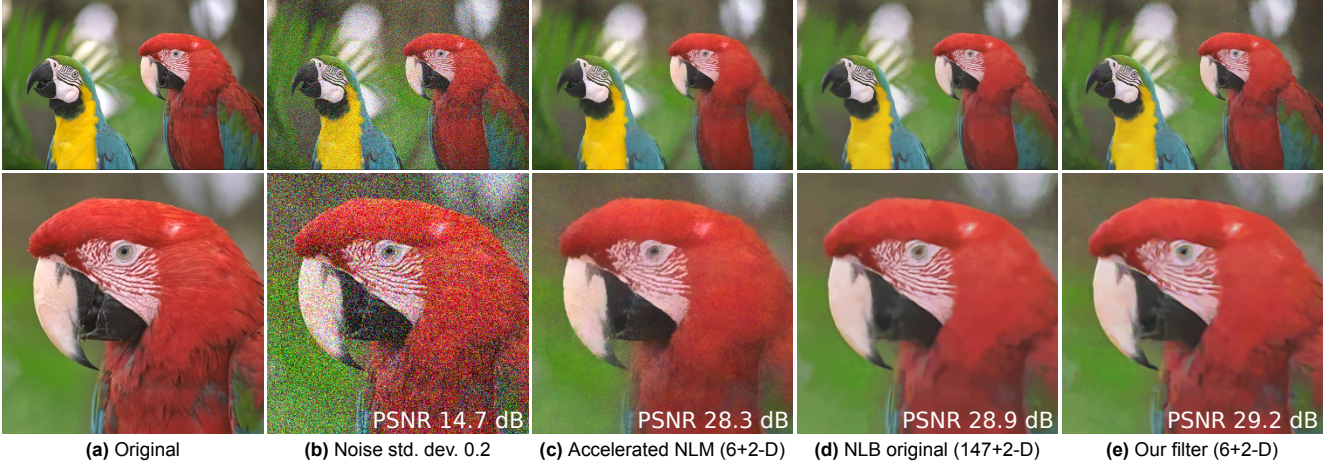 PSNR 14.7 dB
PSNR 28.3 dB
PSNR 28.9 dB
PSNR 29.2 dB
(a) Original
(b) Noise std. dev. 0.2
(c) Accelerated NLM (6+2-D)
(d) NLB original (147+2-D)
(e) Our filter (6+2-D)